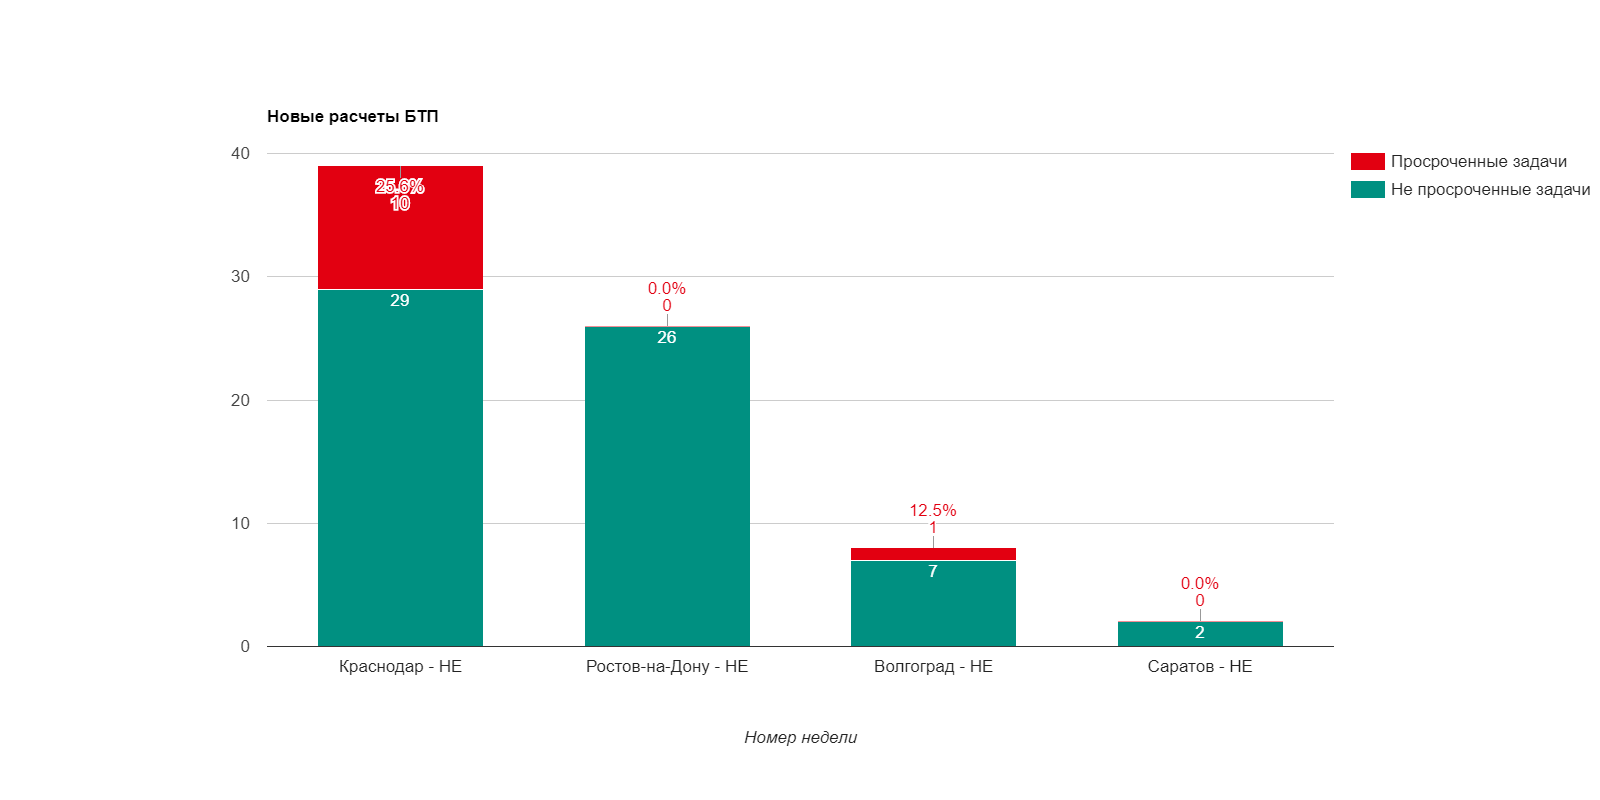 Новые расчеты БТП
Просроченные задачи
Не просроченные задачи
40
30
20
10
0
25.6%
10
29
0.0%
0
26
12.5%
1
7
0.0%
0
2
Краснодар - НЕ
Ростов-на-Дону - НЕ
Волгоград - НЕ
Саратов - НЕ
Номер недели